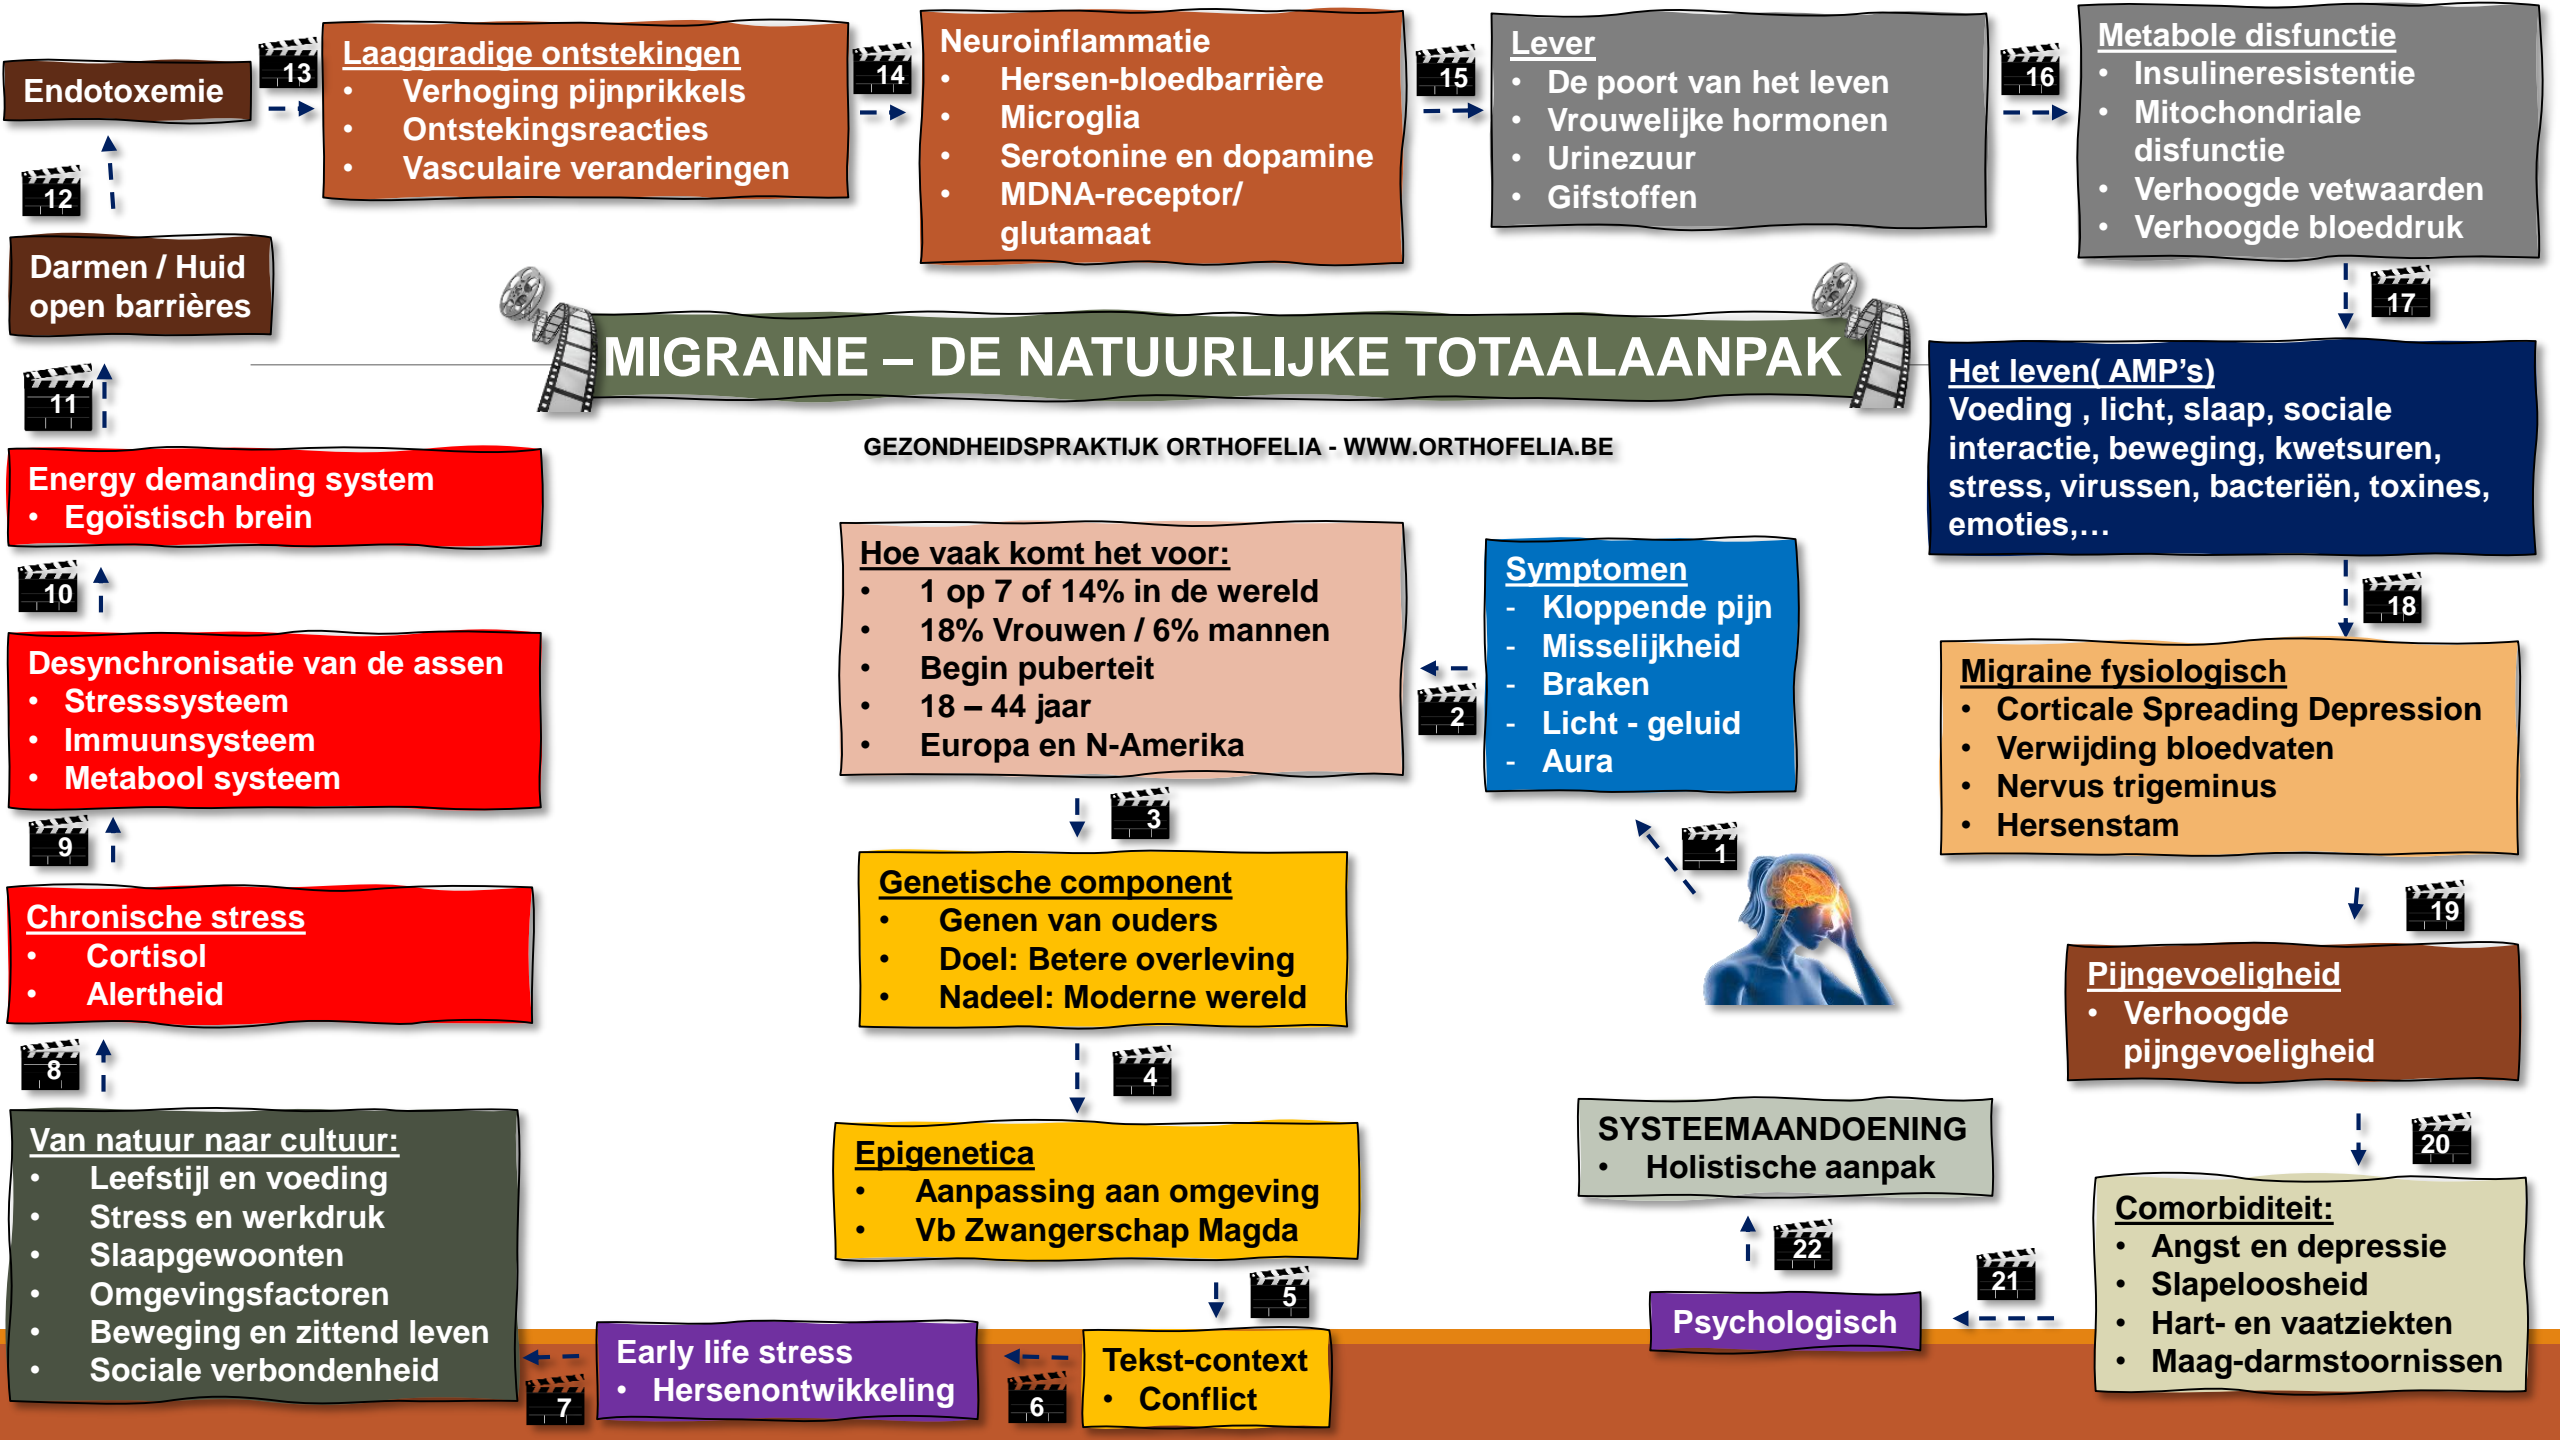 Endotoxemie
13
Laaggradige ontstekingen
• Verhoging pijnprikkels
• Ontstekingsreacties
• Vasculaire veranderingen
14
Neuroinflammatie
• Hersen-bloedbarrière
• Microglia
• Serotonine en dopamine
• MDNA-receptor/
glutamaat
15
Lever
• De poort van het leven
• Vrouwelijke hormonen
• Urinezuur
• Gifstoffen
16
Metabole disfunctie
• Insulineresistentie
• Mitochondriale
disfunctie
• Verhoogde vetwaarden
• Verhoogde bloeddruk
12
Darmen / Huid
open barrières
17
MIGRAINE – DE NATUURLIJKE TOTAALAANPAK
GEZONDHEIDSPRAKTIJK ORTHOFELIA - WWW.ORTHOFELIA.BE
Het leven( AMP’s)
Voeding , licht, slaap, sociale
interactie, beweging, kwetsuren,
stress, virussen, bacteriën, toxines,
emoties,…
11
Energy demanding system
• Egoïstisch brein
10
Desynchronisatie van de assen
• Stresssysteem
• Immuunsysteem
• Metabool systeem
9
Chronische stress
• Cortisol
• Alertheid
8
Van natuur naar cultuur:
• Leefstijl en voeding
• Stress en werkdruk
• Slaapgewoonten
• Omgevingsfactoren
• Beweging en zittend leven
• Sociale verbondenheid
Hoe vaak komt het voor:
• 1 op 7 of 14% in de wereld
• 18% Vrouwen / 6% mannen
• Begin puberteit
• 18 – 44 jaar
• Europa en N-Amerika
2
Symptomen
- Kloppende pijn
- Misselijkheid
- Braken
- Licht - geluid
- Aura
1
3
Genetische component
• Genen van ouders
• Doel: Betere overleving
• Nadeel: Moderne wereld
4
Epigenetica
• Aanpassing aan omgeving
• Vb Zwangerschap Magda
5
Tekst-context
• Conflict
6
Early life stress
• Hersenontwikkeling
7
18
Migraine fysiologisch
• Corticale Spreading Depression
• Verwijding bloedvaten
• Nervus trigeminus
• Hersenstam
19
Pijngevoeligheid
• Verhoogde
pijngevoeligheid
20
Comorbiditeit:
• Angst en depressie
• Slapeloosheid
• Hart- en vaatziekten
• Maag-darmstoornissen
21
Psychologisch
22
SYSTEEMAANDOENING
• Holistische aanpak